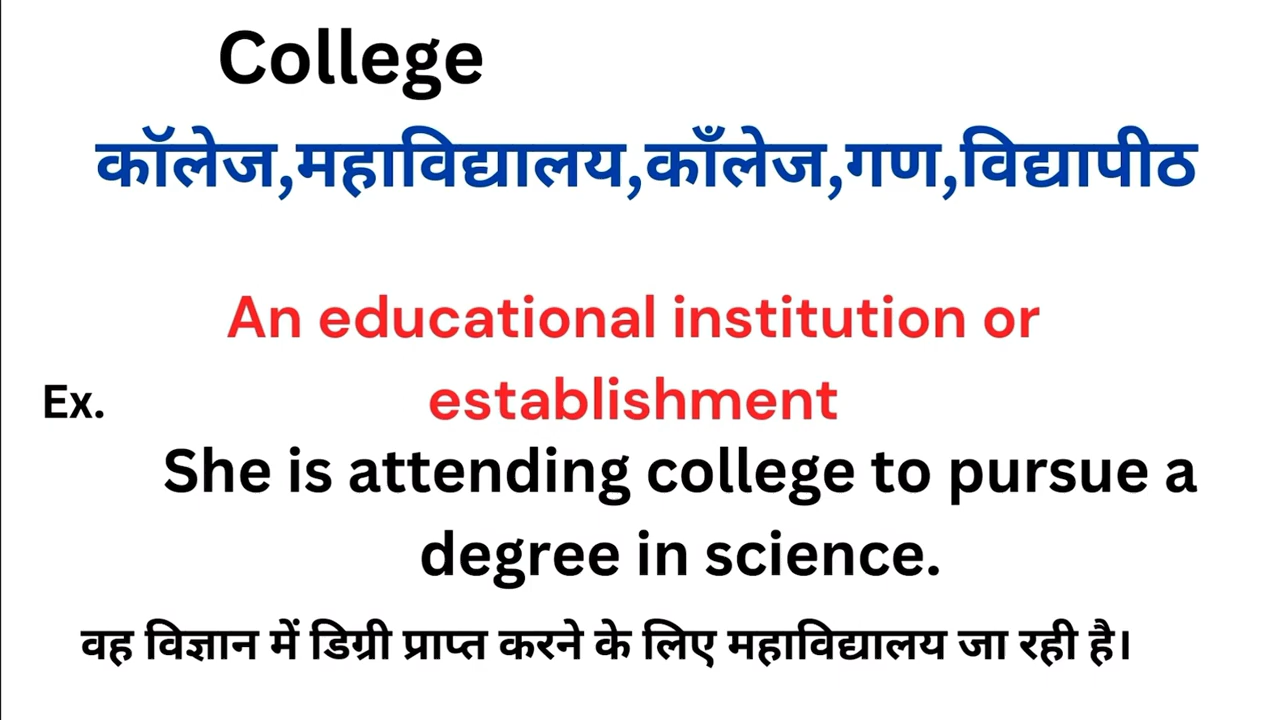 College
कॉलेज,महाविद्यालय,काँलेज,गण,विद्यापीठ
An educational institution or
establishment
Ex.
She is attending college to pursue a
degree in science.
वह विज्ञान में डिग्री प्राप्त करने के लिए महाविद्यालय जा रही है।